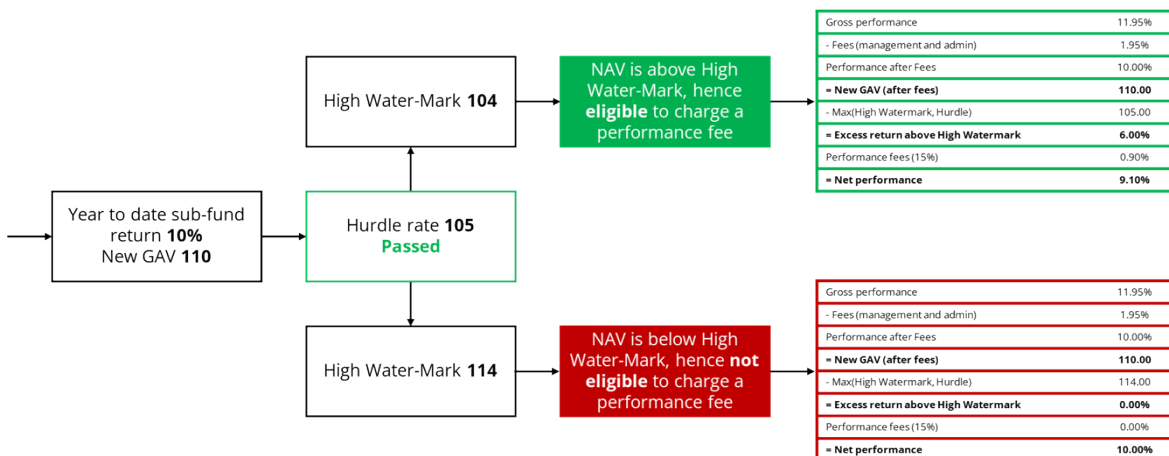 Year to date sub-fund
return 10%
New GAV 110
Hurdle rate 105
Passed
High Water-Mark 104
NAV is above High
Water-Mark, hence
eligible to charge a
performance fee
Gross performance 11.95%
- Fees (management and admin) 1.95%
Performance after Fees 10.00%
= New GAV (after fees) 110.00
- Max(High Watermark, Hurdle) 105.00
= Excess return above High Watermark 6.00%
Performance fees (15%) 0.90%
= Net performance 9.10%
High Water-Mark 114
NAV is below High
Water-Mark, hence not
eligible to charge a
performance fee
Gross performance 11.95%
- Fees (management and admin) 1.95%
Performance after Fees 10.00%
= New GAV (after fees) 110.00
- Max(High Watermark, Hurdle) 114.00
= Excess return above High Watermark 0.00%
Performance fees (15%) 0.00%
= Net performance 10.00%